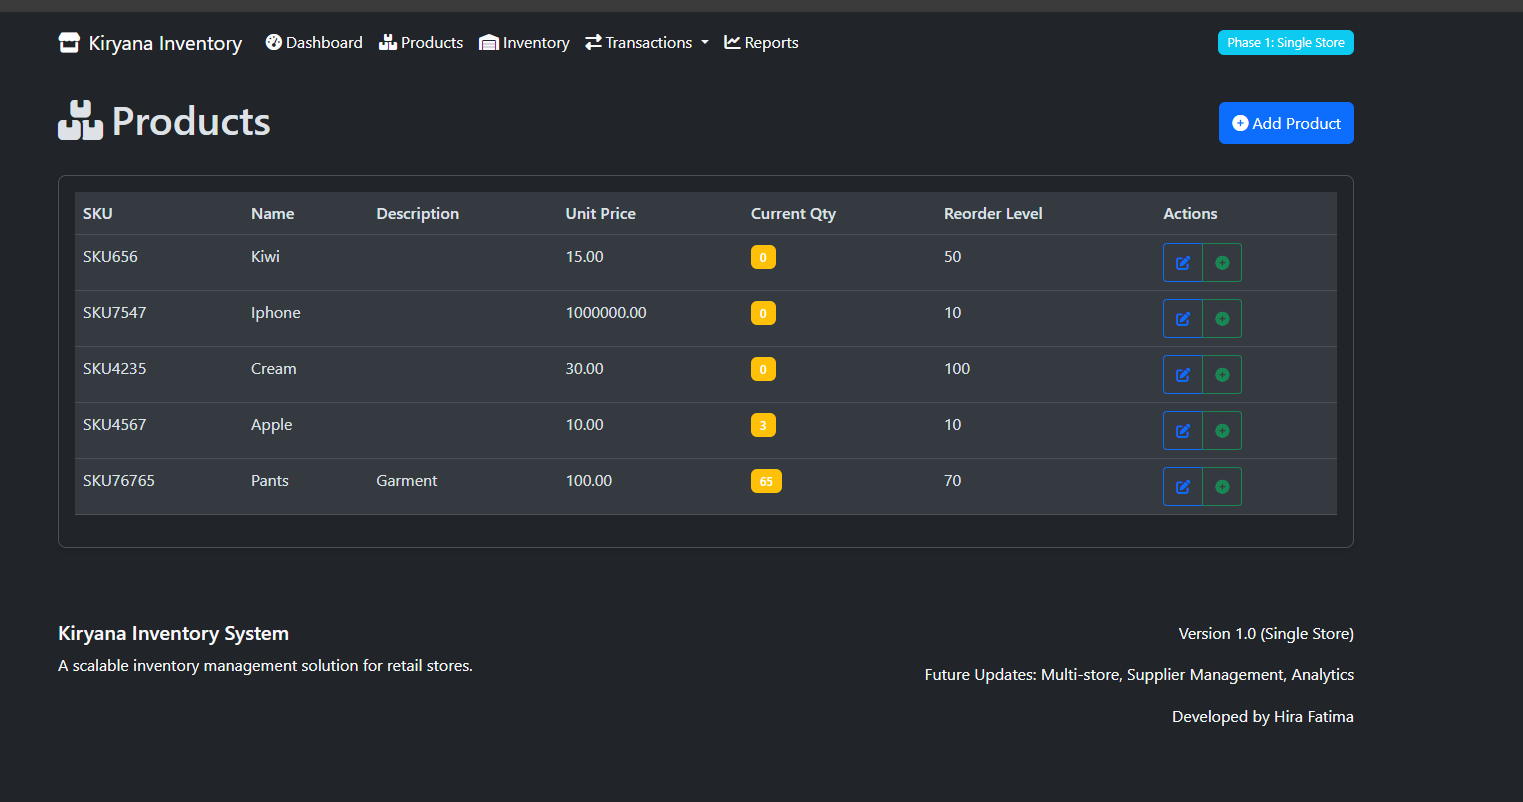 Kiryana Inventory Dashboard Products Inventory Transactions Reports Phase 1: Single Store
Products Add Product
SKU Name Description Unit Price Current Qty Reorder Level Actions
SKU656 Kiwi 15.00 0 50
SKU7547 Iphone 1000000.00 0 10
SKU4235 Cream 30.00 0 100
SKU4567 Apple 10.00 3 10
SKU76765 Pants Garment 100.00 65 70
Kiryana Inventory System Version 1.0 (Single Store)
A scalable inventory management solution for retail stores.
Future Updates: Multi-store, Supplier Management, Analytics
Developed by Hira Fatima